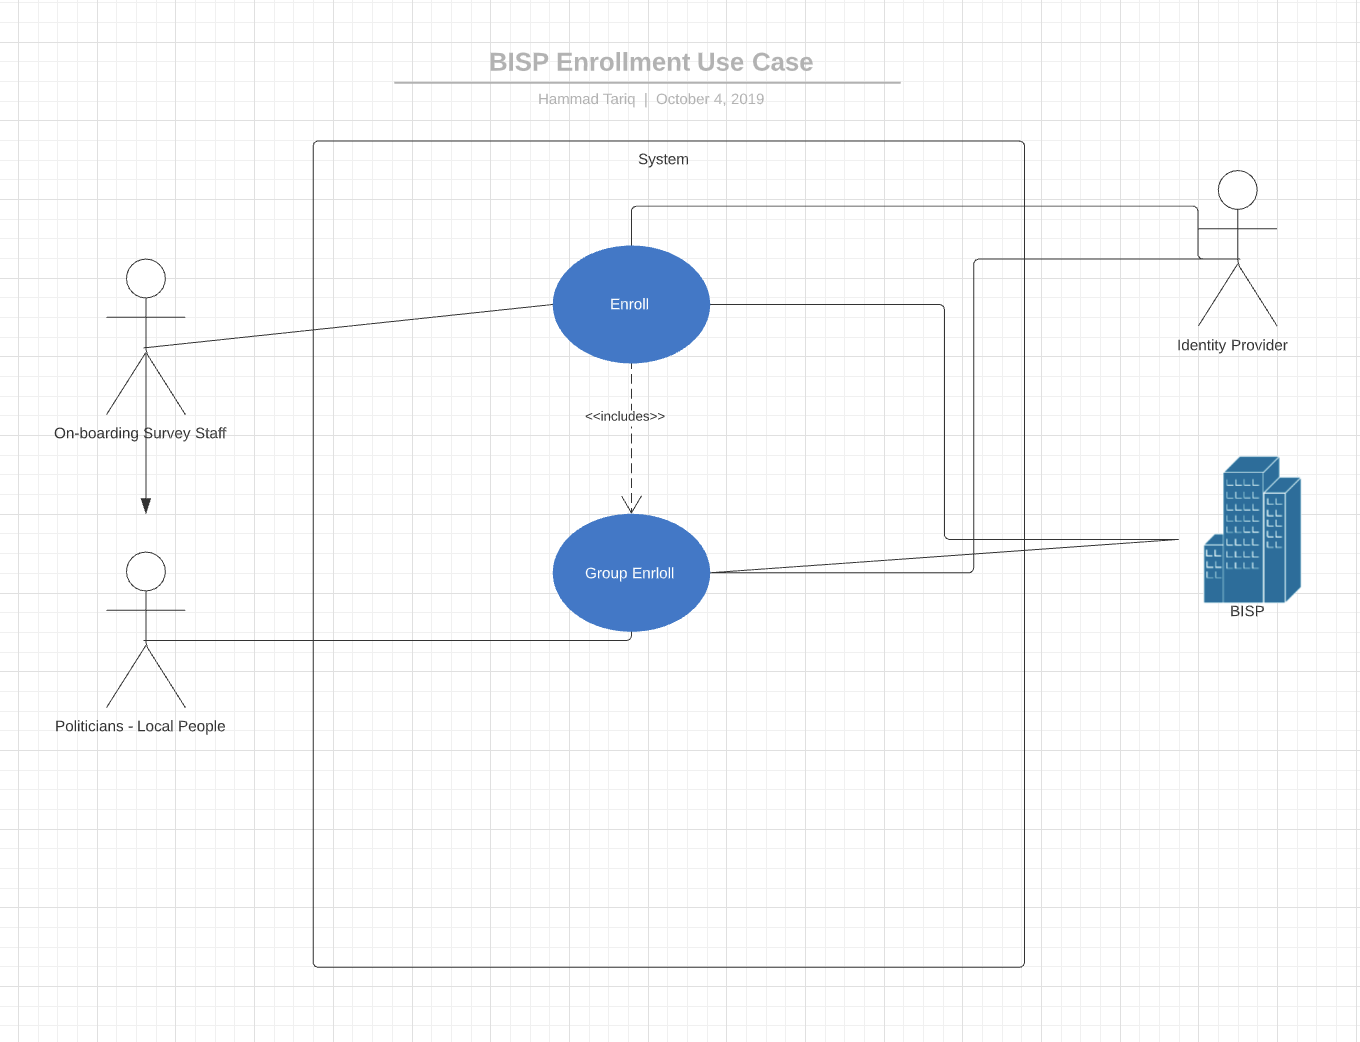 BISP Enrollment Use Case
Hammad Tariq | October 4, 2019
System
Enroll
Identity Provider
<<includes>>
On-boarding Survey Staff
Group Enrloll
BISP
Politicians - Local People